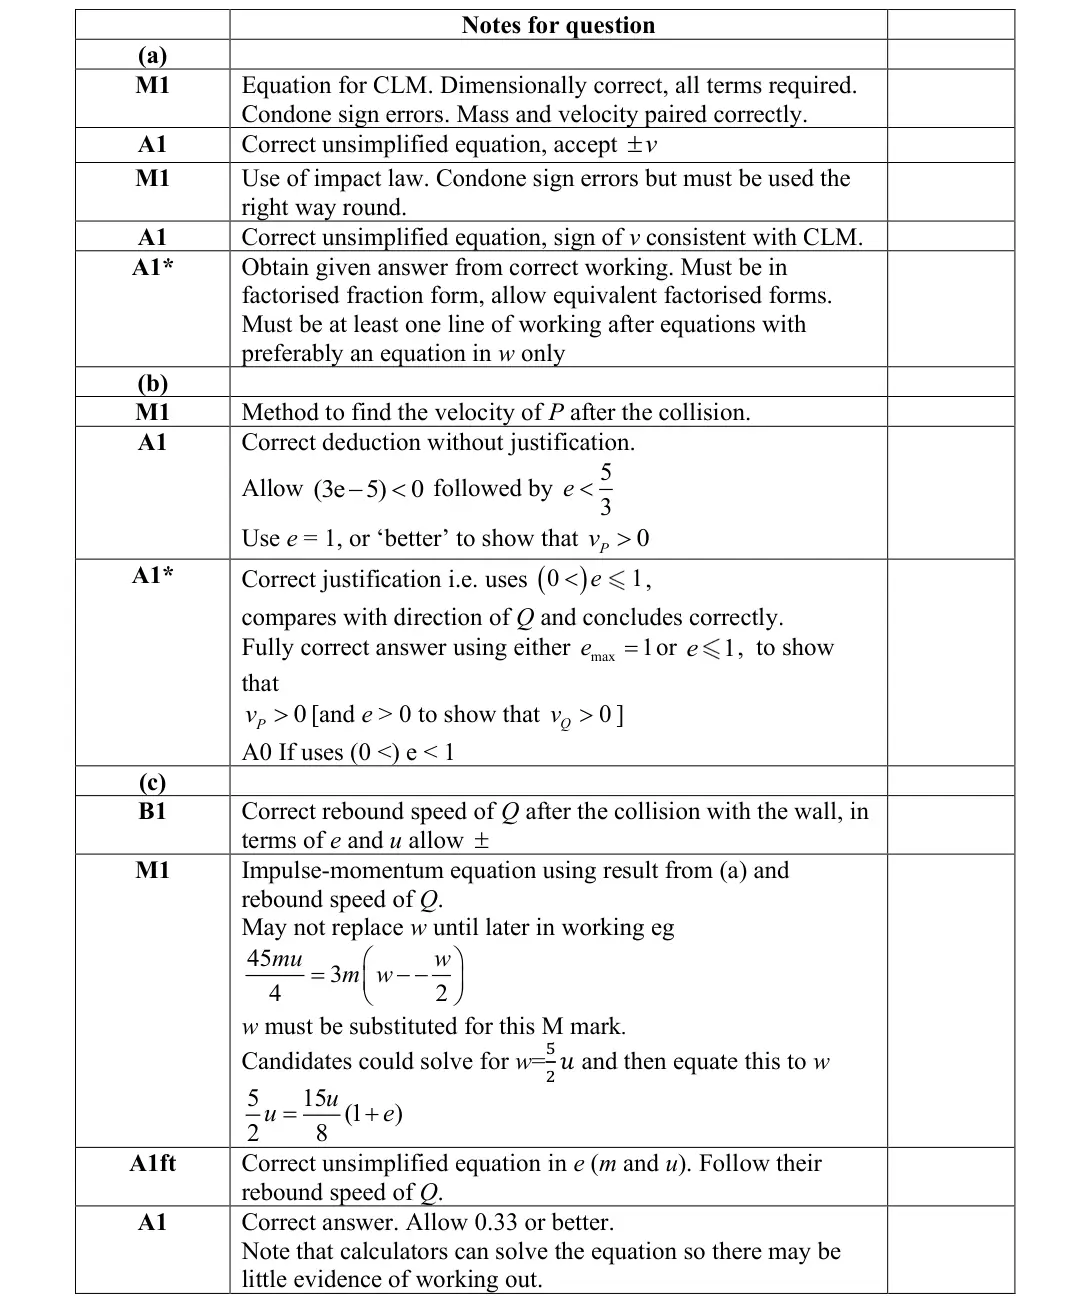 Notes for question
(a)
M1 Equation for CLM. Dimensionally correct, all terms required.
Condone sign errors. Mass and velocity paired correctly.
A1 Correct unsimplified equation, accept ±v
M1 Use of impact law. Condone sign errors but must be used the
right way round.
A1 Correct unsimplified equation, sign of v consistent with CLM.
A1* Obtain given answer from correct working. Must be in
factorised fraction form, allow equivalent factorised forms.
Must be at least one line of working after equations with
preferably an equation in w only
(b)
M1 Method to find the velocity of P after the collision.
A1 Correct deduction without justification.
Allow (3e − 5) < 0 followed by e < 5/3
Use e = 1, or ‘better’ to show that v_P > 0
A1* Correct justification i.e. uses (0 <) e ⩽ 1,
compares with direction of Q and concludes correctly.
Fully correct answer using either e_max = 1 or e ⩽ 1, to show
that
v_P > 0 [and e > 0 to show that v_Q > 0 ]
A0 If uses (0 <) e < 1
(c)
B1 Correct rebound speed of Q after the collision with the wall, in
terms of e and u allow ±
M1 Impulse-momentum equation using result from (a) and
rebound speed of Q.
May not replace w until later in working eg
45mu/4 = 3m(w − − w/2)
w must be substituted for this M mark.
Candidates could solve for w=5/2 u and then equate this to w
5/2 u = 15u/8 (1 + e)
A1ft Correct unsimplified equation in e (m and u). Follow their
rebound speed of Q.
A1 Correct answer. Allow 0.33 or better.
Note that calculators can solve the equation so there may be
little evidence of working out.